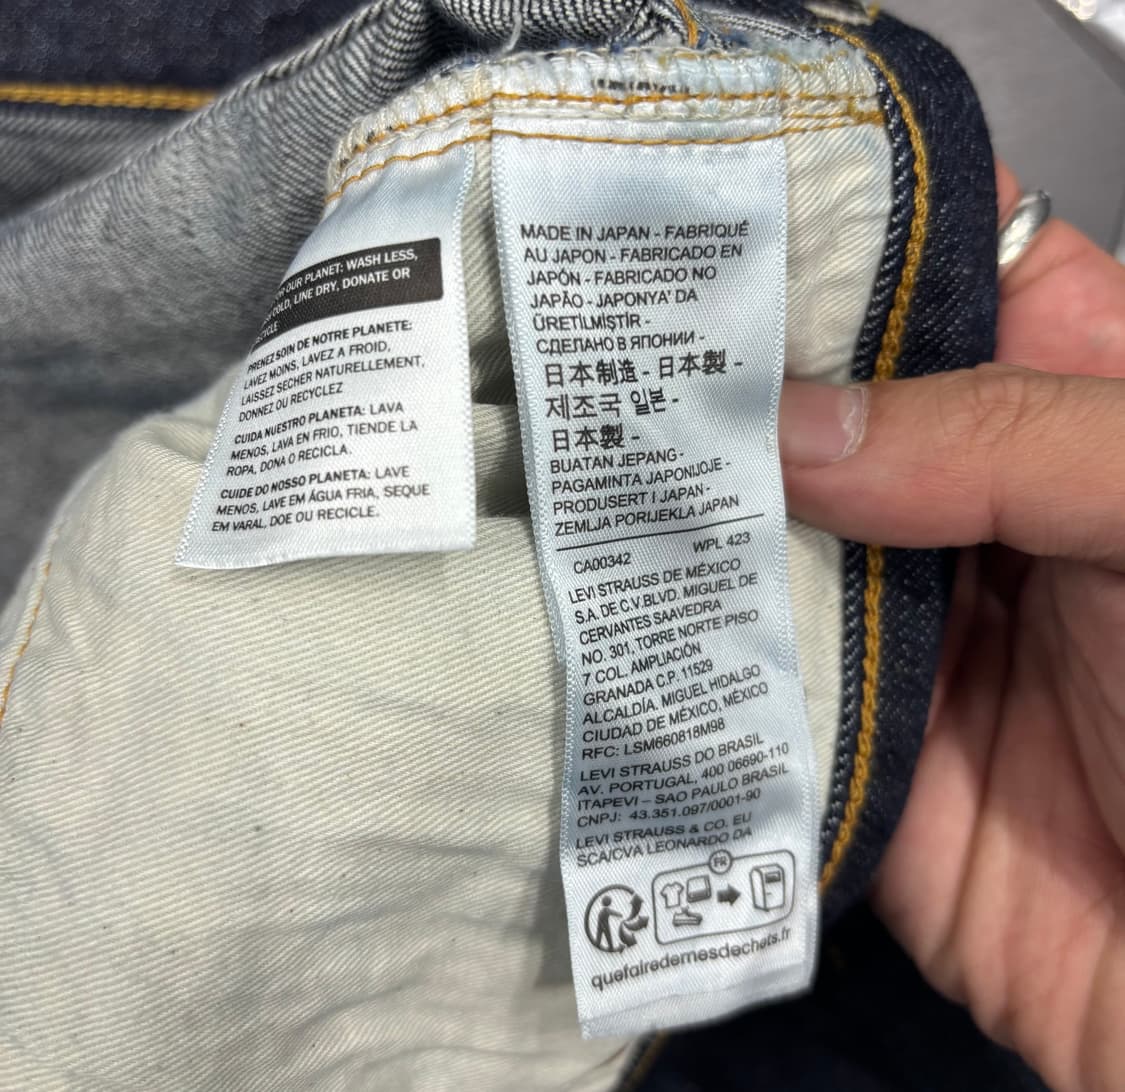 OUR PLANET: WASH LESS,
COLD, LINE DRY, DONATE OR
PRENEZ SOIN DE NOTRE PLANETE:
LAVEZ MOINS, LAVEZ A FROID,
LAISSEZ SECHER NATURELLEMENT,
DONNEZ OU RECYCLEZ
CUIDA NUESTRO PLANETA: LAVA
MENOS, LAVA EN FRIO, TIENDE LA
ROPA, DONA O RECICLA.
CUIDE DO NOSSO PLANETA: LAVE
MENOS, LAVE EM ÁGUA FRIA, SEQUE
EM VARAL, DOE OU RECICLE.
MADE IN JAPAN - FABRIQUÉ
AU JAPON - FABRICADO EN
JAPÓN - FABRICADO NO
JAPÃO - JAPONYA' DA
ÜRETİLMİŞTİR -
СДЕЛАНО В ЯПОНИИ -
日本制造 - 日本製 -
제조국 일본 -
日本製 -
BUATAN JEPANG -
PAGAMINTA JAPONIJOJE -
PRODUSERT I JAPAN -
ZEMLJA PORIJEKLA JAPAN
CA00342 WPL 423
LEVI STRAUSS DE MÉXICO
S.A. DE C.V.BLVD. MIGUEL DE
CERVANTES SAAVEDRA
NO. 301, TORRE NORTE PISO
7 COL. AMPLIACIÓN
GRANADA C.P. 11529
ALCALDÍA. MIGUEL HIDALGO
CIUDAD DE MÉXICO, MÉXICO
RFC: LSM660818M98
LEVI STRAUSS DO BRASIL
AV. PORTUGAL, 400 06690-110
ITAPEVI – SAO PAULO BRASIL
CNPJ: 43.351.097/0001-90
LEVI STRAUSS & CO. EU
SCA/CVA LEONARDO DA
FR
quefairedemesdechets.fr